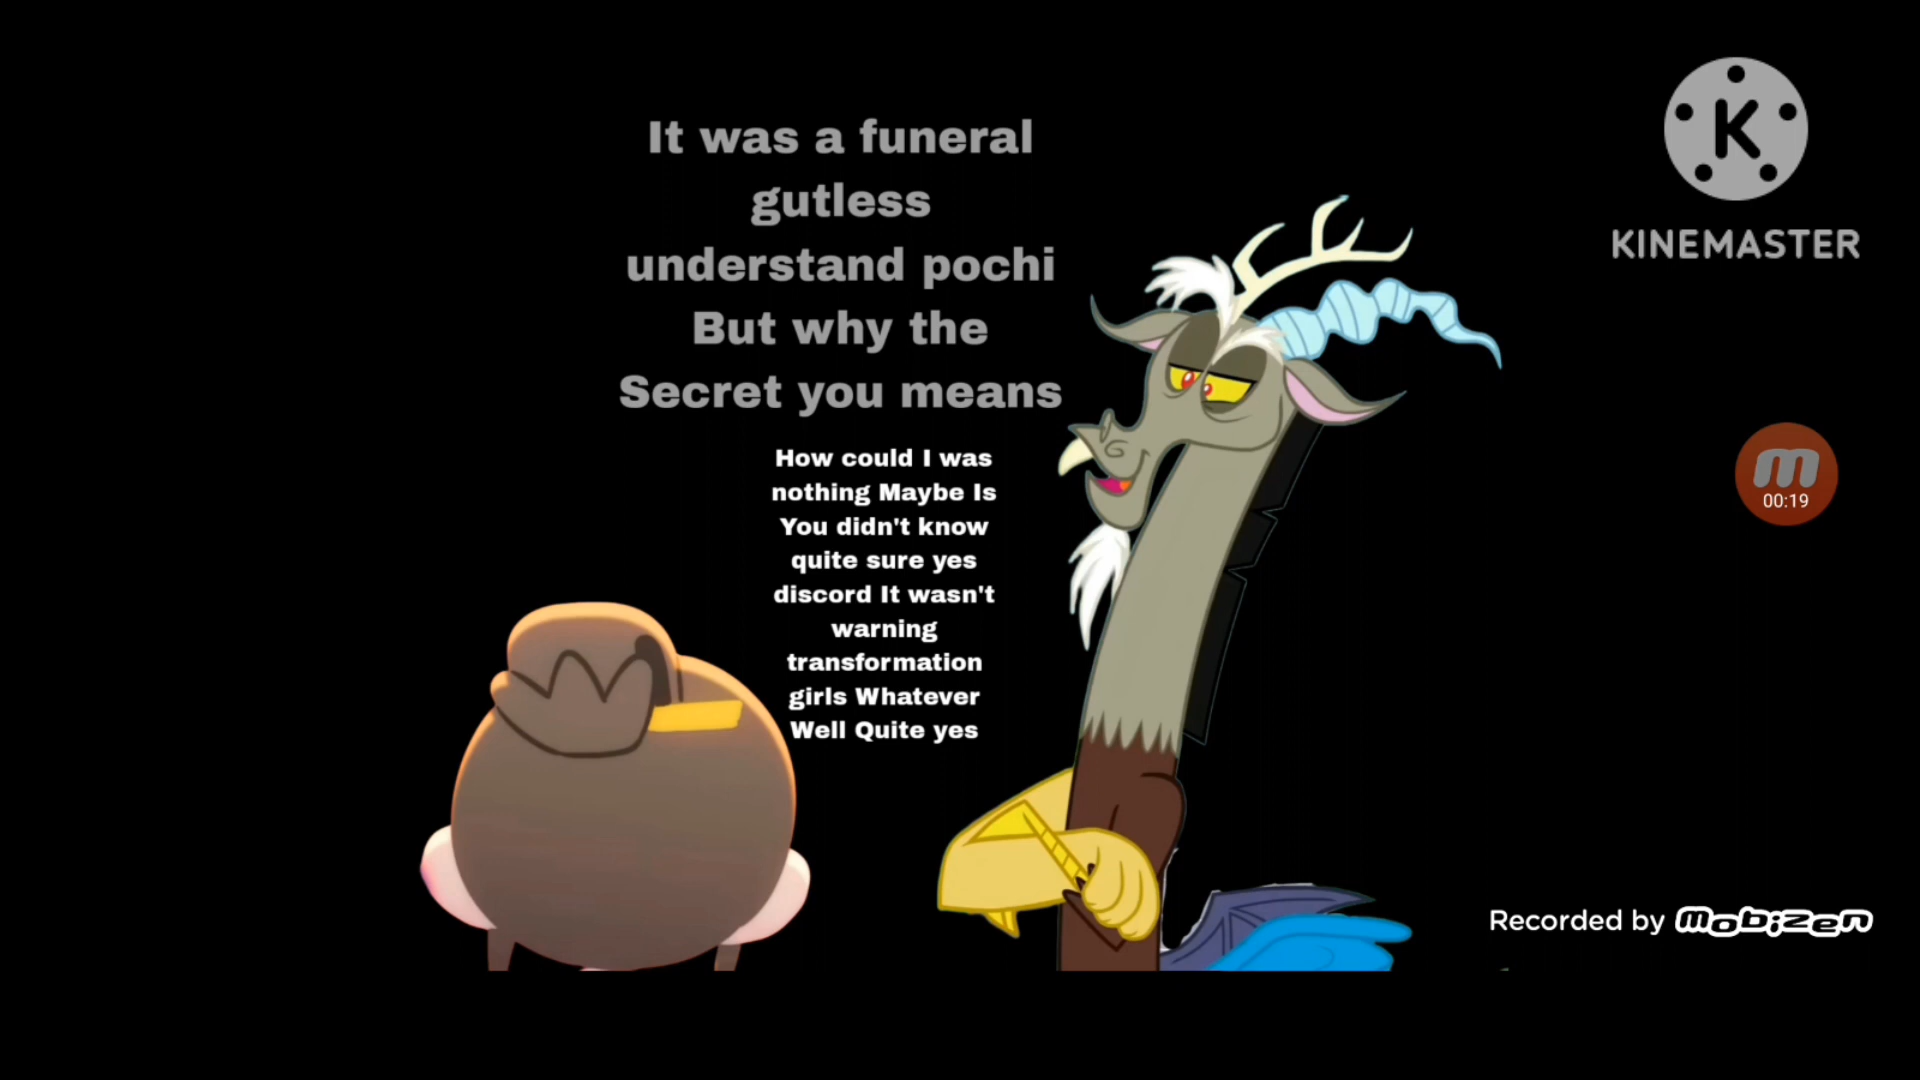 It was a funeral
gutless
understand pochi
But why the
Secret you means
How could I was
nothing Maybe Is
You didn't know
quite sure yes
discord It wasn't
warning
transformation
girls Whatever
Well Quite yes
K
KINEMASTER
m
00:19
Recorded by mobizen